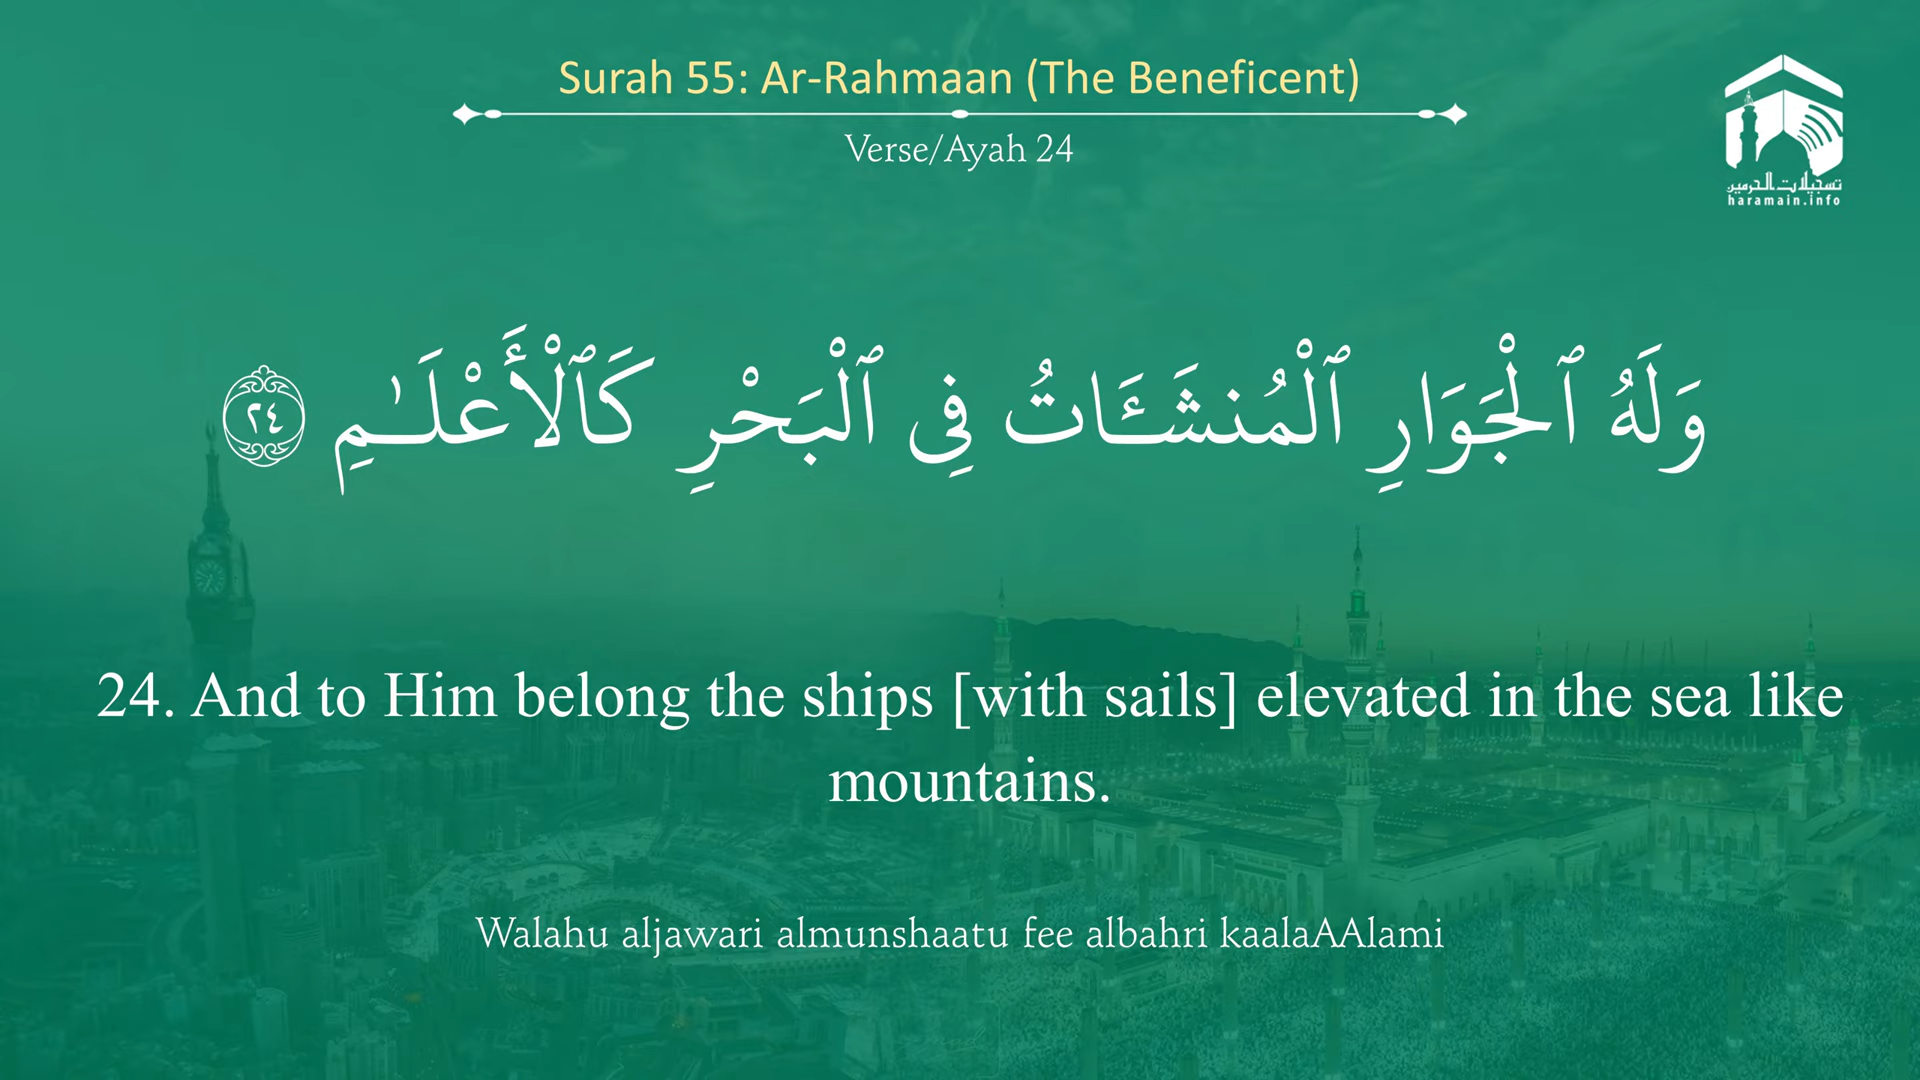 Surah 55: Ar-Rahmaan (The Beneficent)
Verse/Ayah 24
تسجيلات الحرمين
haramain.info
وَلَهُ ٱلْجَوَارِ ٱلْمُنشَـَٔاتُ فِى ٱلْبَحْرِ كَٱلْأَعْلَـٰمِ ٢٤
24. And to Him belong the ships [with sails] elevated in the sea like
mountains.
Walahu aljawari almunshaatu fee albahri kaalaAAlami